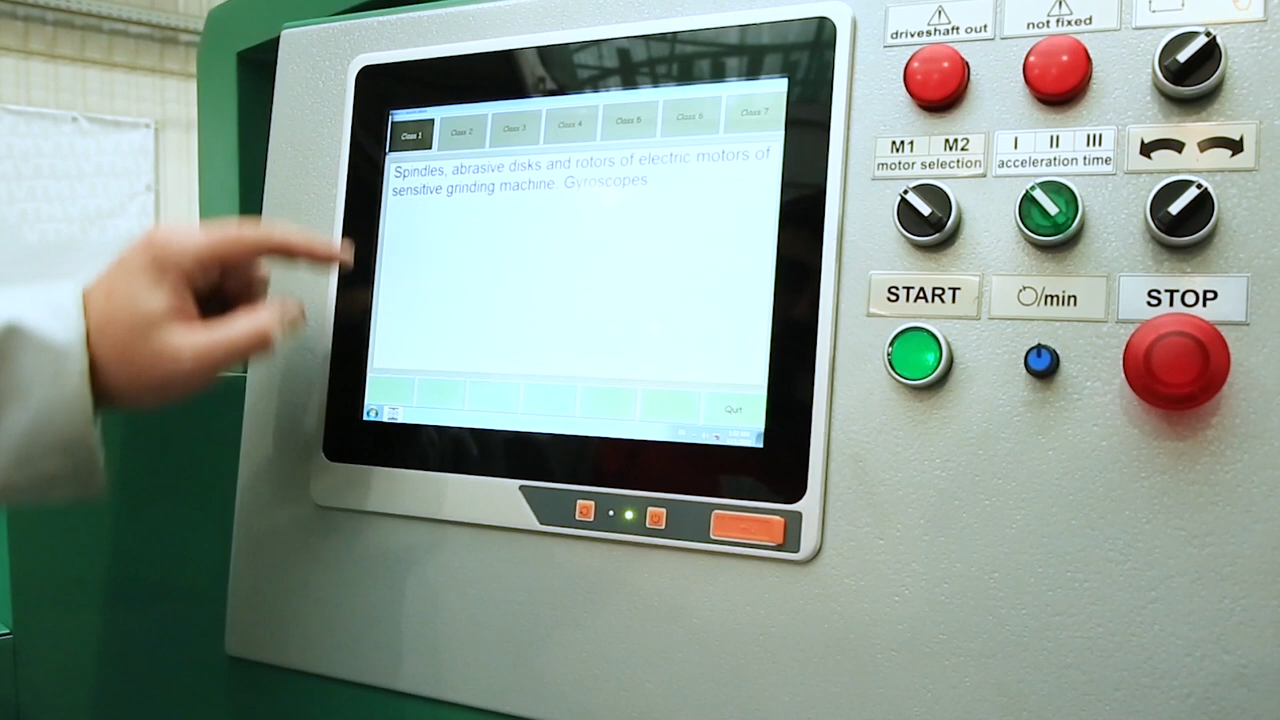 driveshaft out
not fixed
M1 M2
motor selection
I II III
acceleration time
START
/min
STOP
Class 1
Class 2
Class 3
Class 4
Class 5
Class 6
Class 7
Spindles, abrasive disks and rotors of electric motors of
sensitive grinding machine. Gyroscopes
Quit